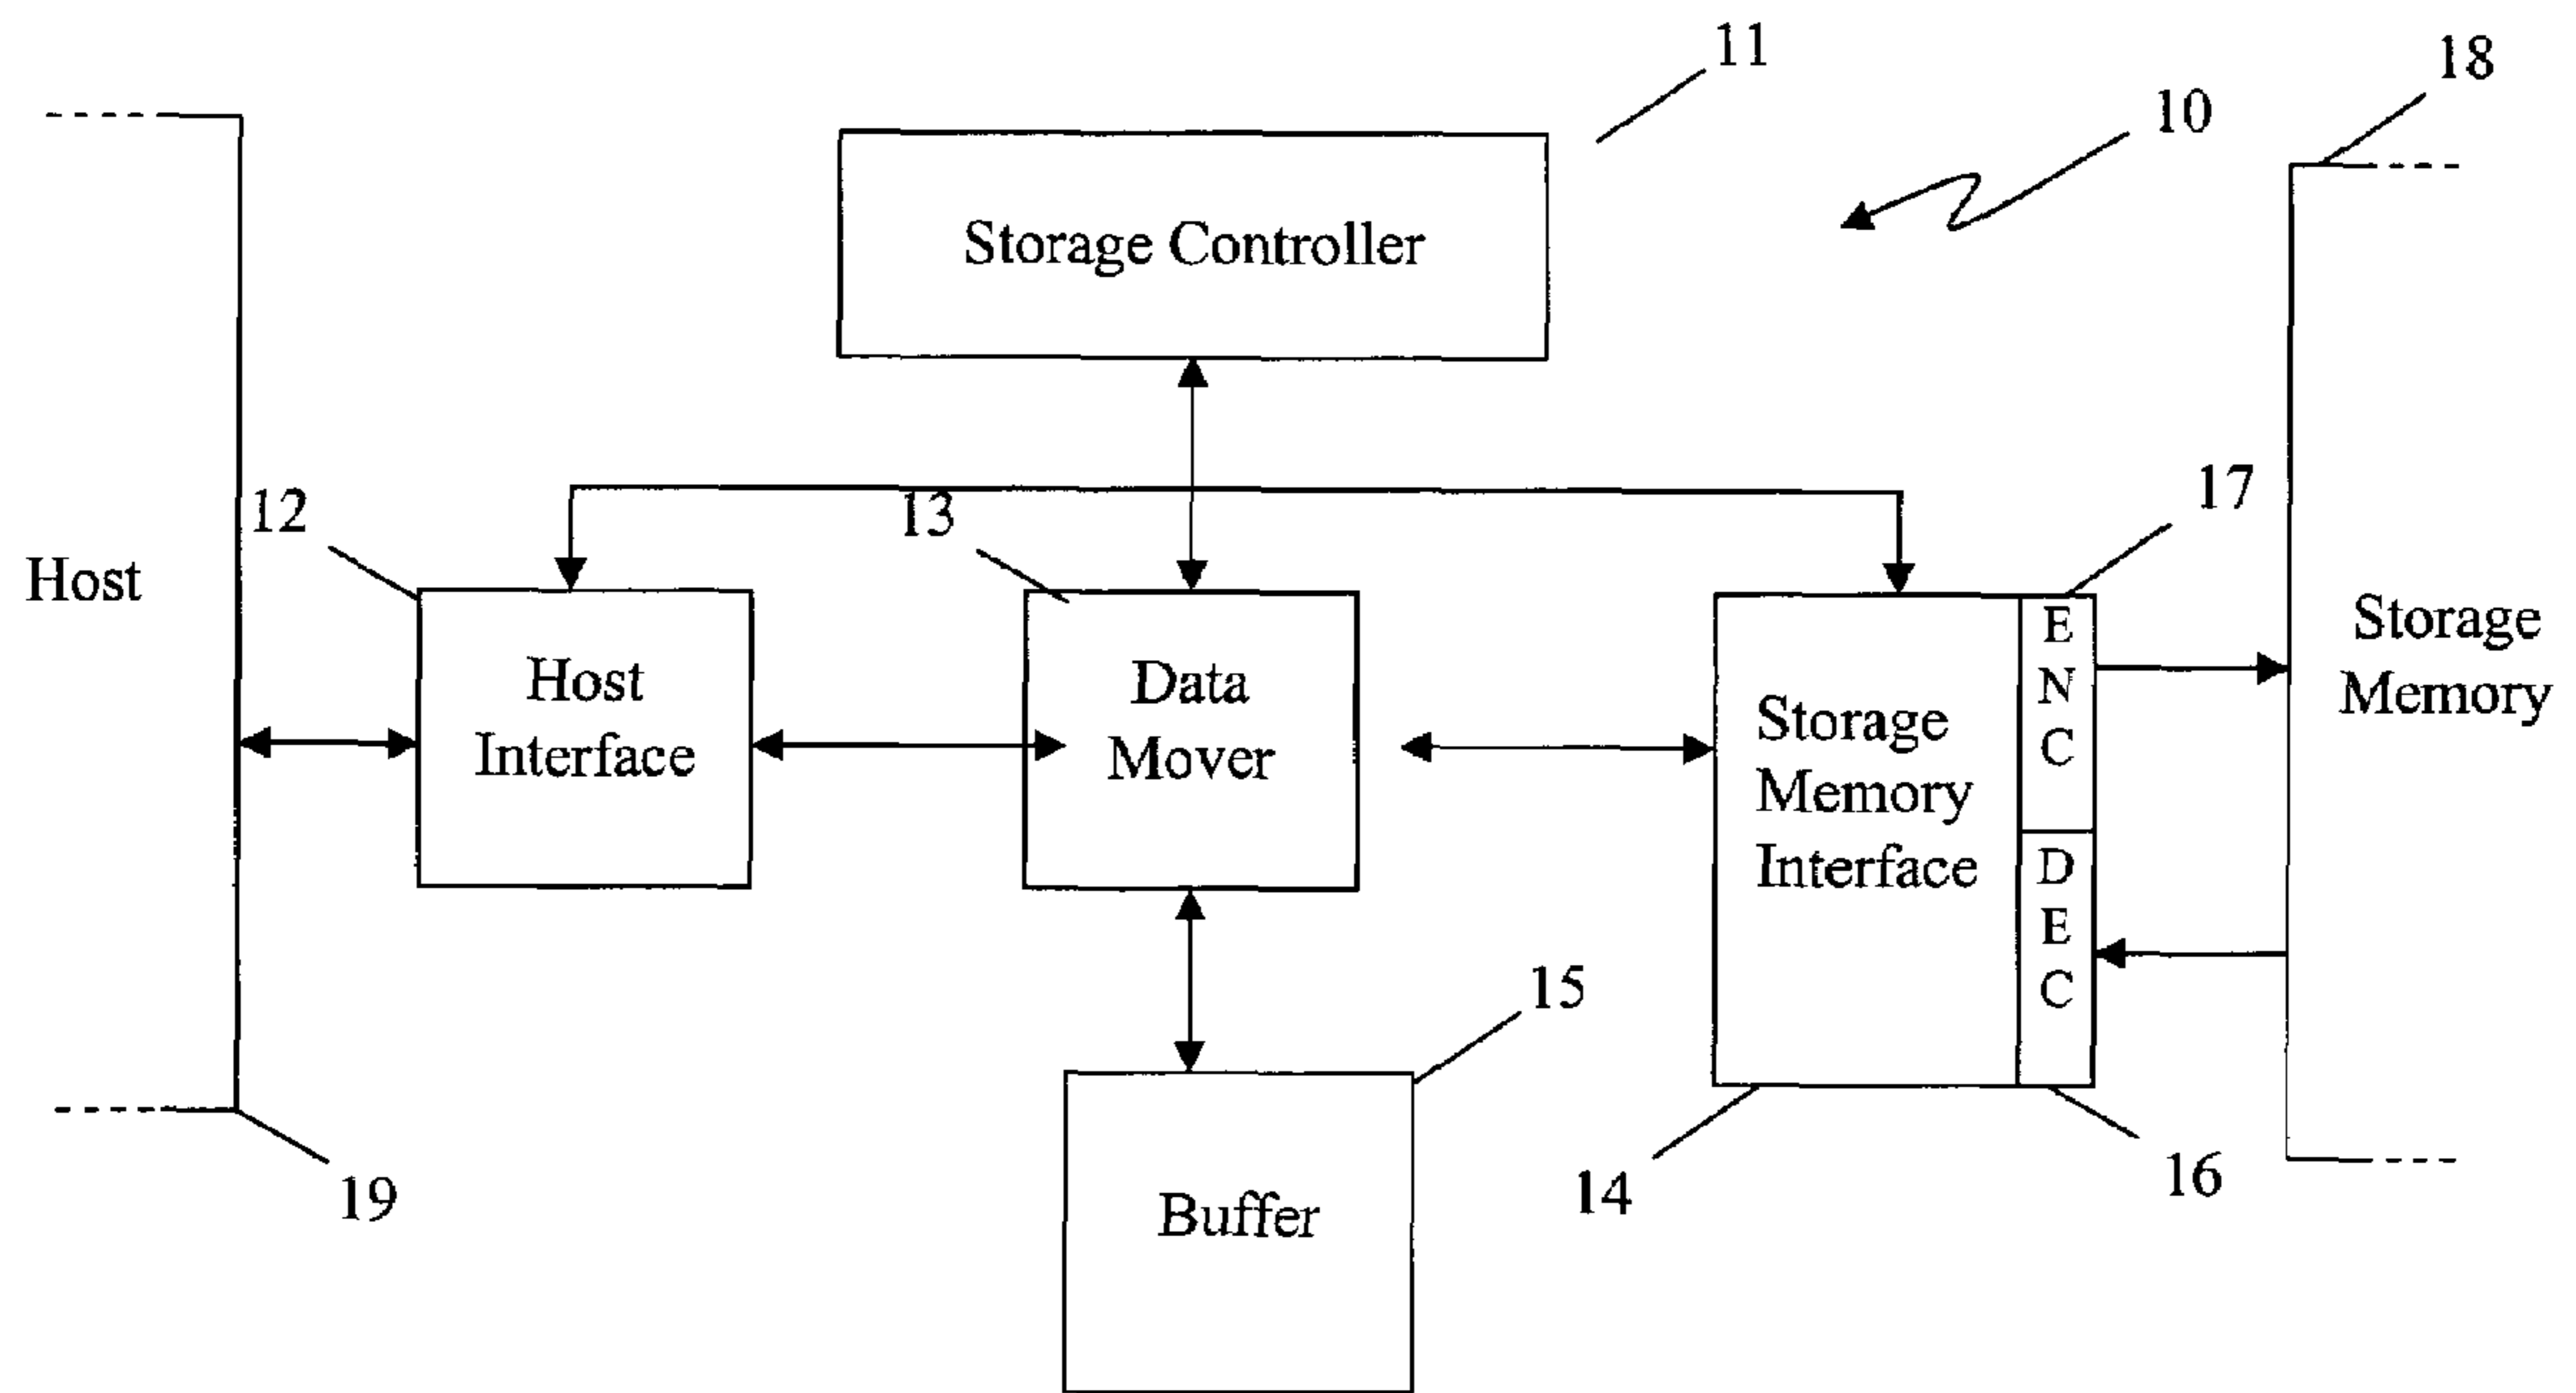 11
18
10
Storage Controller
17
12
13
Host
Host
Interface
Data
Mover
Storage
Memory
Interface
E
N
C
D
E
C
Storage
Memory
15
19
14
16
Buffer